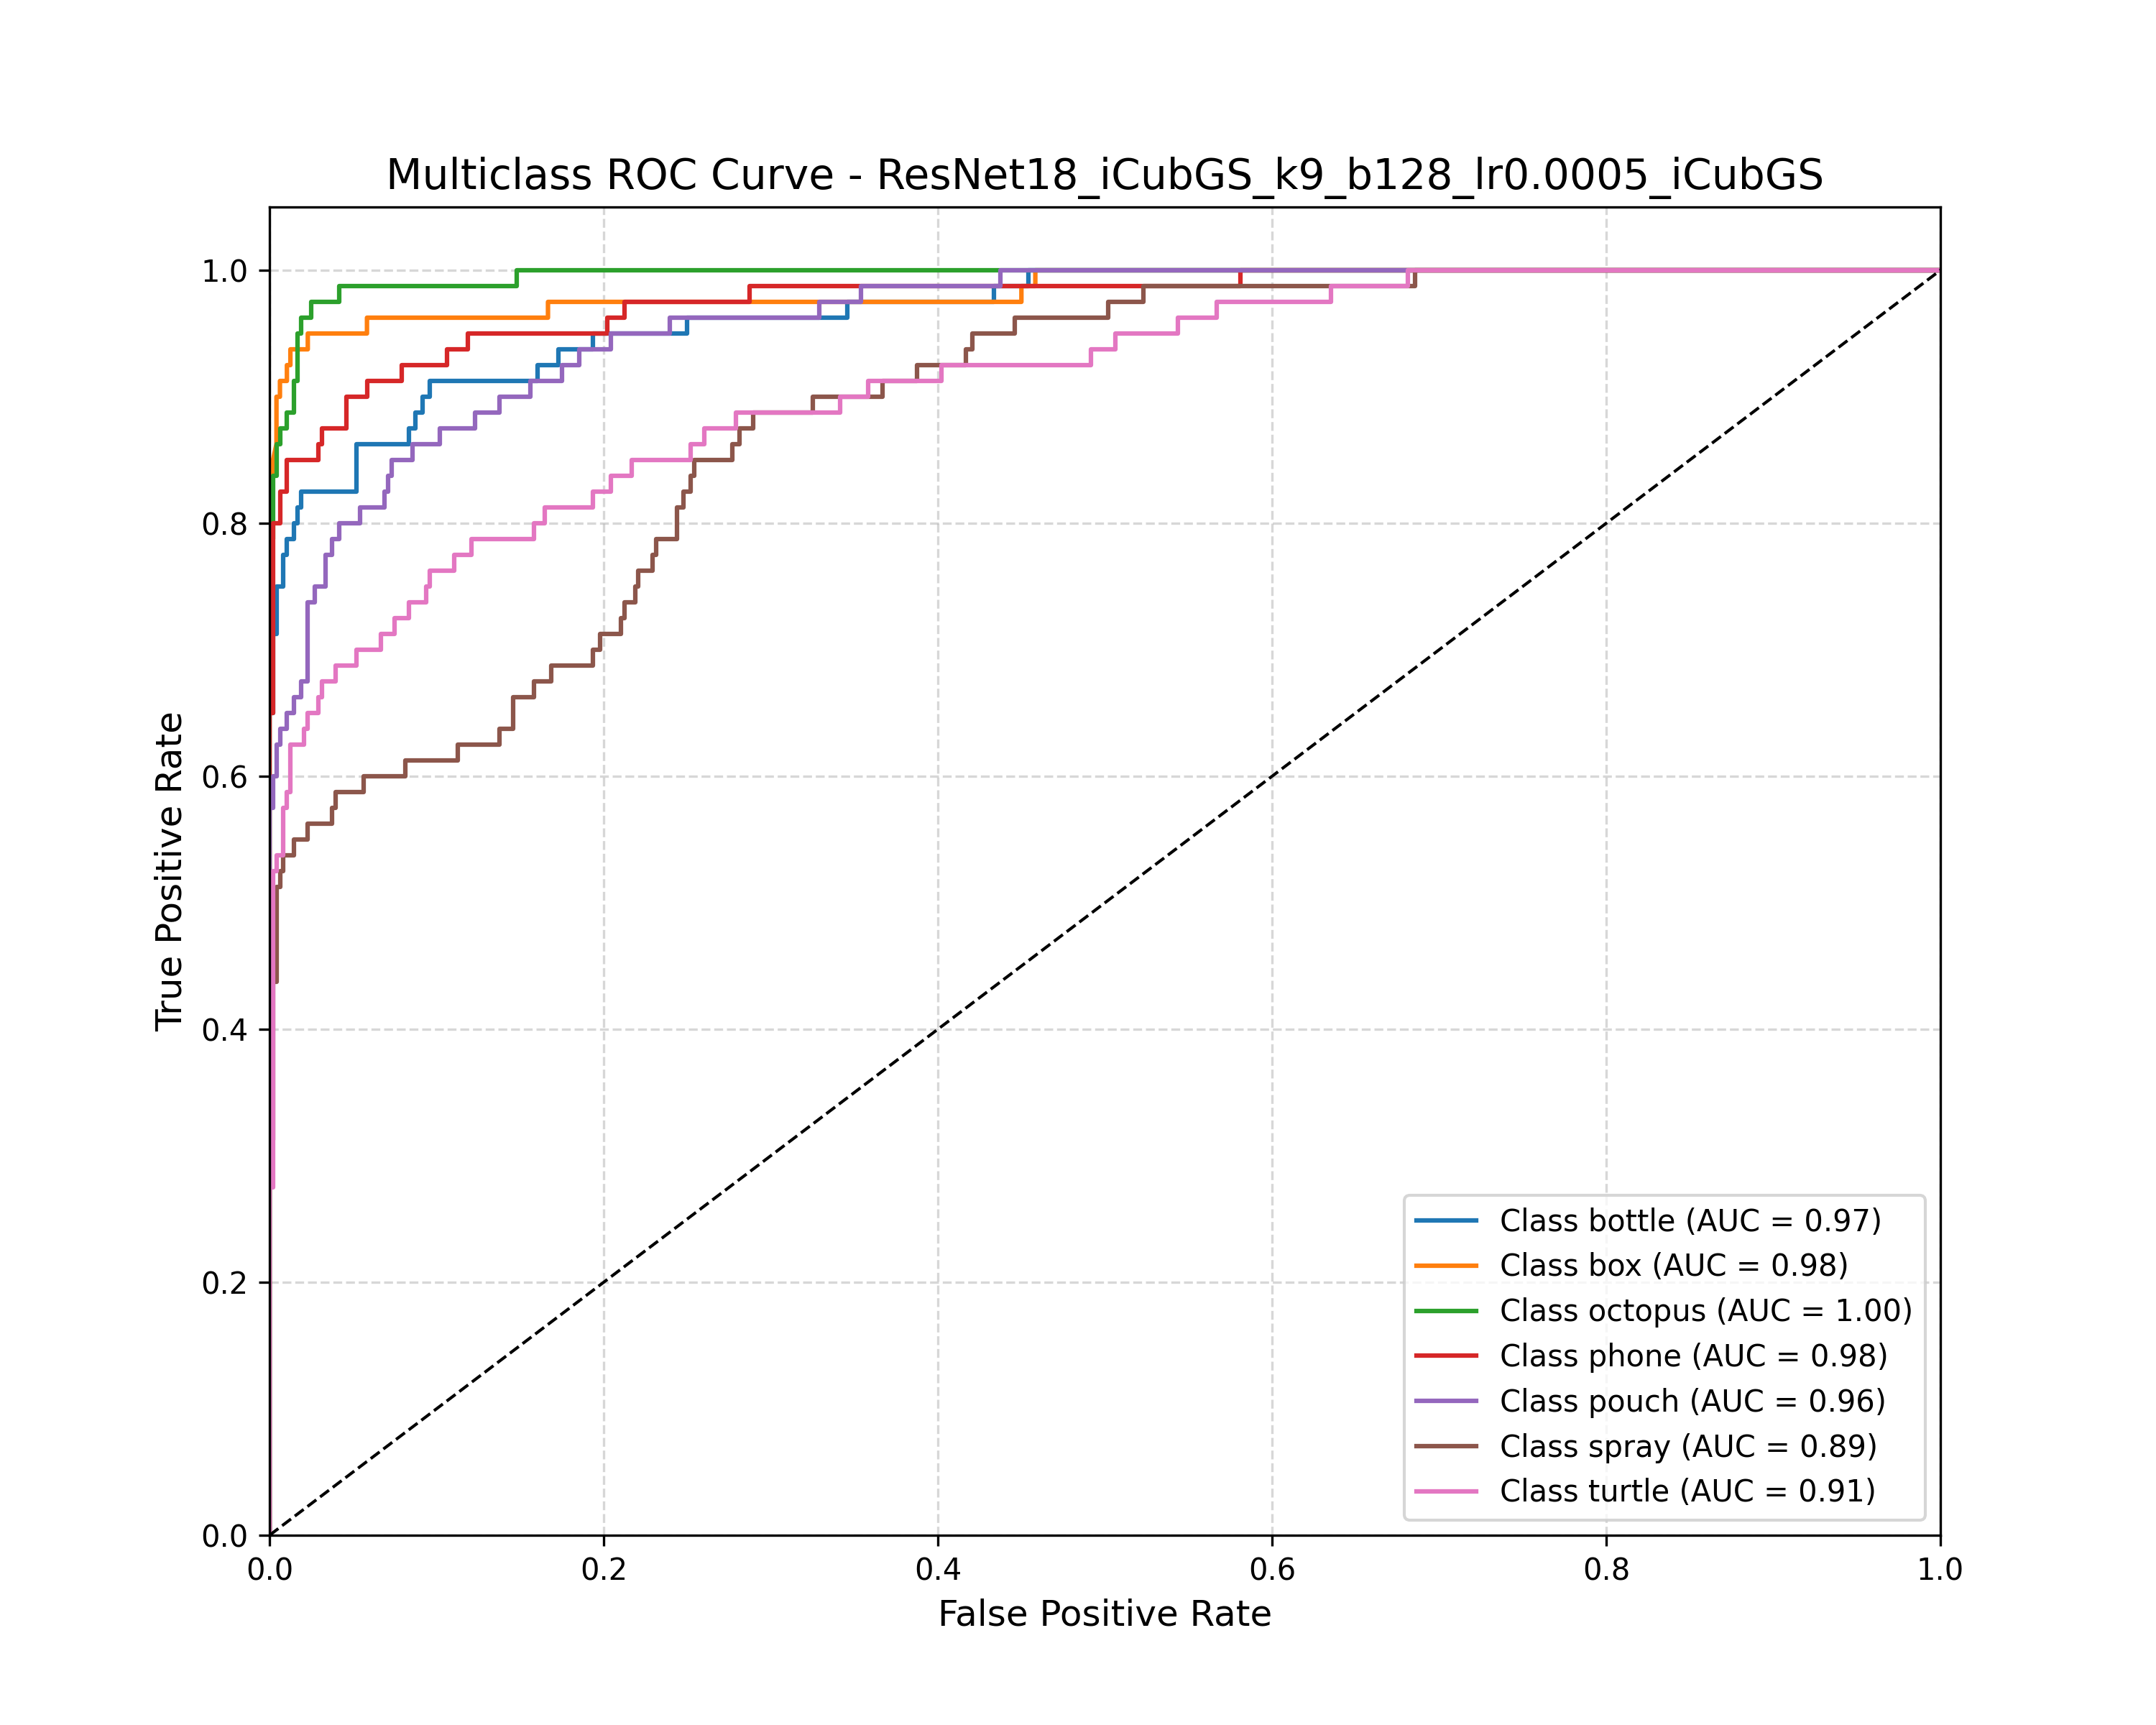 Multiclass ROC Curve - ResNet18_iCubGS_k9_b128_lr0.0005_iCubGS
True Positive Rate
1.0
0.8
0.6
0.4
0.2
0.0
0.0 0.2 0.4 0.6 0.8 1.0
False Positive Rate
Class bottle (AUC = 0.97)
Class box (AUC = 0.98)
Class octopus (AUC = 1.00)
Class phone (AUC = 0.98)
Class pouch (AUC = 0.96)
Class spray (AUC = 0.89)
Class turtle (AUC = 0.91)